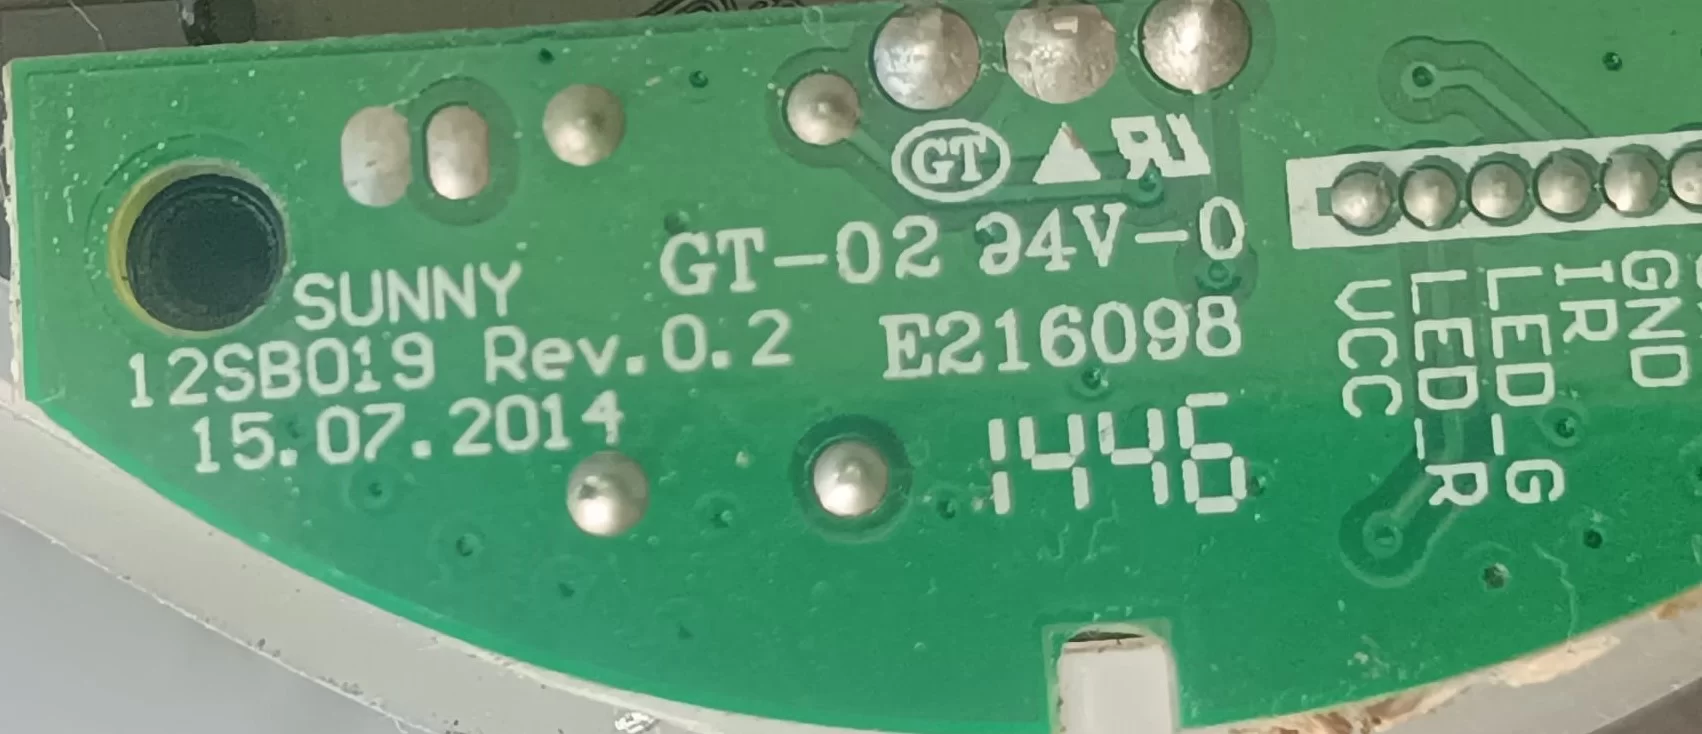 GT
SUNNY
12SB019 Rev.0.2
15.07.2014
GT-02 94V-0
E216098
1446
VCC
LED_R
LED_G
IR
GND